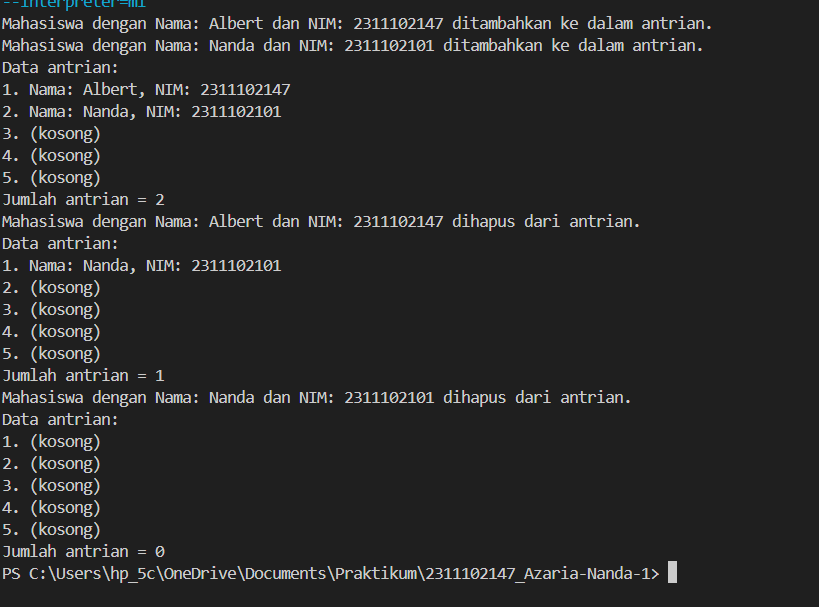 --interpreter=mi
Mahasiswa dengan Nama: Albert dan NIM: 2311102147 ditambahkan ke dalam antrian.
Mahasiswa dengan Nama: Nanda dan NIM: 2311102101 ditambahkan ke dalam antrian.
Data antrian:
1. Nama: Albert, NIM: 2311102147
2. Nama: Nanda, NIM: 2311102101
3. (kosong)
4. (kosong)
5. (kosong)
Jumlah antrian = 2
Mahasiswa dengan Nama: Albert dan NIM: 2311102147 dihapus dari antrian.
Data antrian:
1. Nama: Nanda, NIM: 2311102101
2. (kosong)
3. (kosong)
4. (kosong)
5. (kosong)
Jumlah antrian = 1
Mahasiswa dengan Nama: Nanda dan NIM: 2311102101 dihapus dari antrian.
Data antrian:
1. (kosong)
2. (kosong)
3. (kosong)
4. (kosong)
5. (kosong)
Jumlah antrian = 0
PS C:\Users\hp_5c\OneDrive\Documents\Praktikum\2311102147_Azaria-Nanda-1>